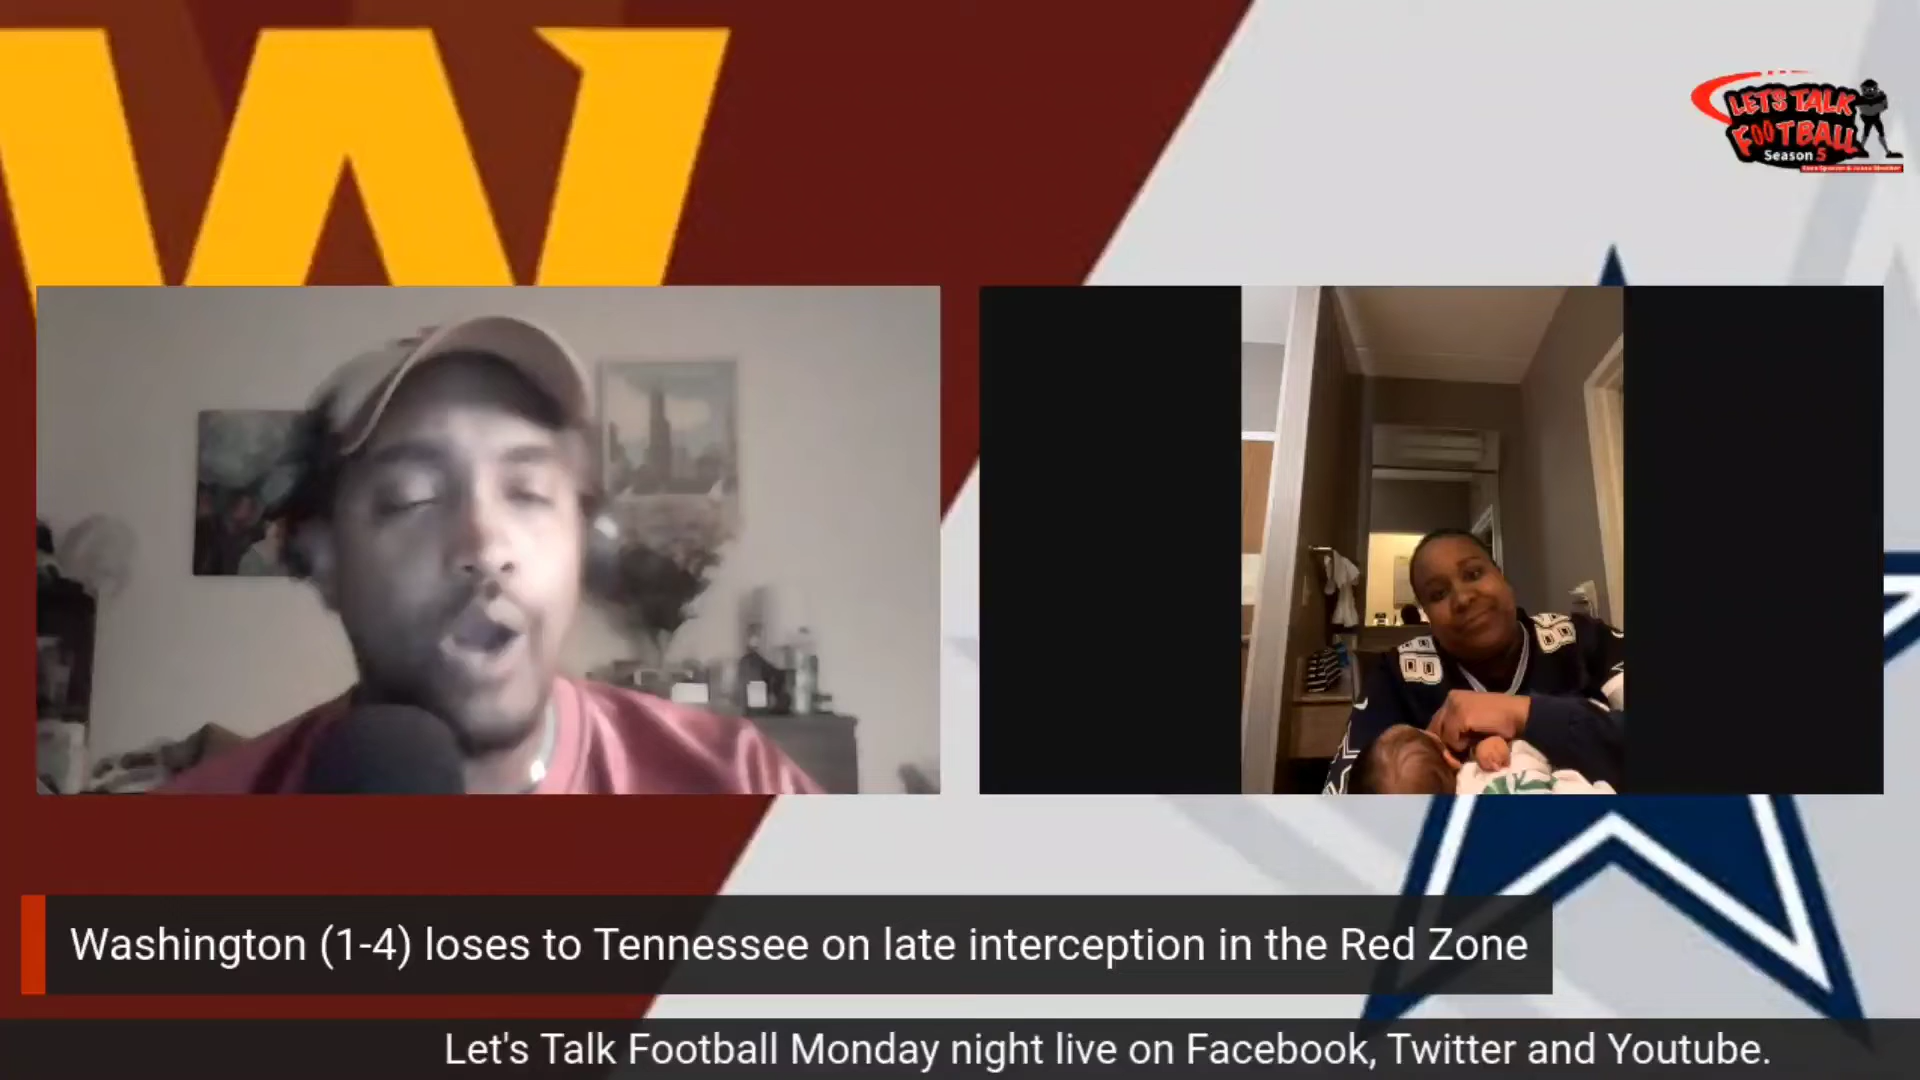 LETS TALK
FOOTBALL
Season 5
88
Washington (1-4) loses to Tennessee on late interception in the Red Zone
Let's Talk Football Monday night live on Facebook, Twitter and Youtube.